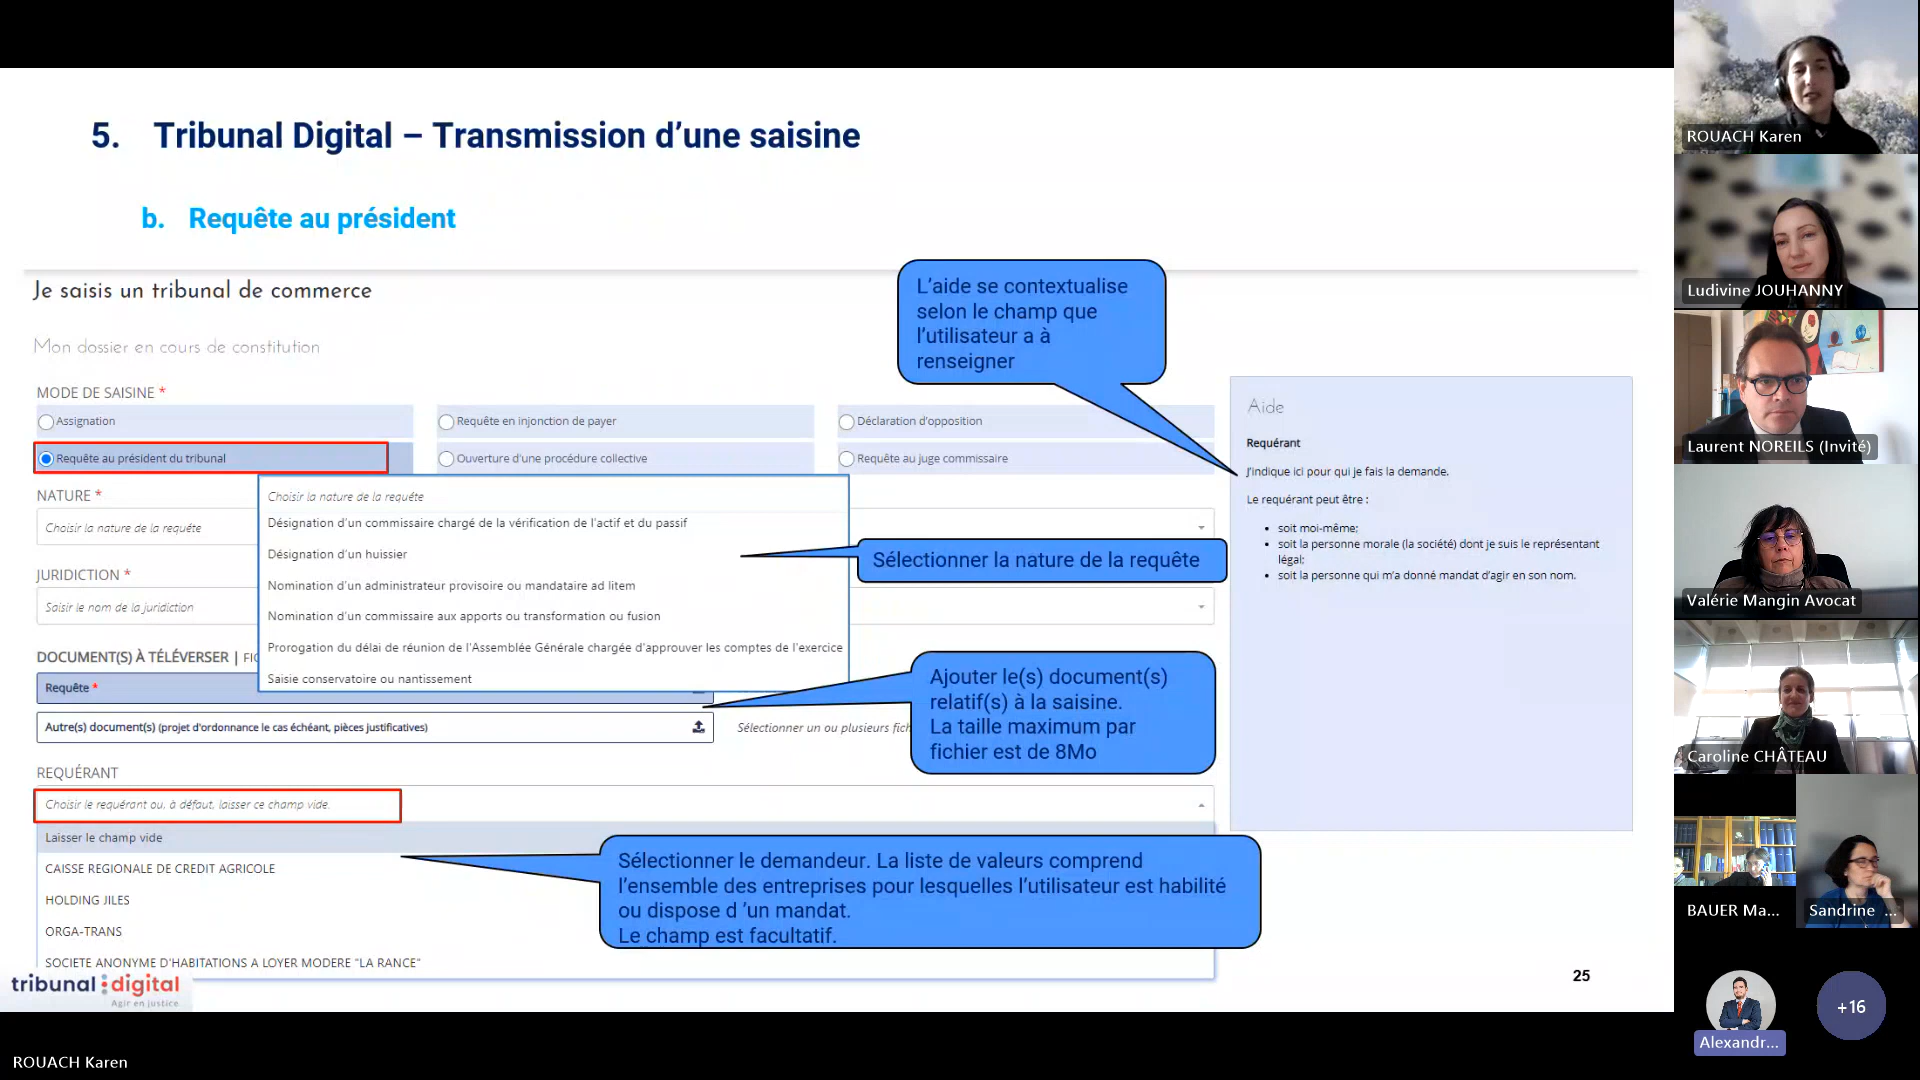 5. Tribunal Digital – Transmission d'une saisine
b. Requête au président
Je saisis un tribunal de commerce
Mon dossier en cours de constitution
MODE DE SAISINE *
Assignation
Requête en injonction de payer
Déclaration d'opposition
Requête au président du tribunal
Ouverture d'une procédure collective
Requête au juge commissaire
NATURE *
Choisir la nature de la requête
Choisir la nature de la requête
Désignation d'un commissaire chargé de la vérification de l'actif et du passif
Désignation d'un huissier
Nomination d'un administrateur provisoire ou mandataire ad litem
Nomination d'un commissaire aux apports ou transformation ou fusion
Prorogation du délai de réunion de l'Assemblée Générale chargée d'approuver les comptes de l'exercice
Saisie conservatoire ou nantissement
JURIDICTION *
Saisir le nom de la juridiction
DOCUMENT(S) À TÉLÉVERSER |
Requête *
Autre(s) document(s) (projet d'ordonnance le cas échéant, pièces justificatives)
Sélectionner un ou plusieurs
REQUÉRANT
Choisir le requérant ou, à défaut, laisser ce champ vide.
Laisser le champ vide
CAISSE REGIONALE DE CREDIT AGRICOLE
HOLDING JILES
ORGA-TRANS
SOCIETE ANONYME D'HABITATIONS A LOYER MODERE "LA RANCE"
L'aide se contextualise
selon le champ que
l'utilisateur a à
renseigner
Sélectionner la nature de la requête
Ajouter le(s) document(s)
relatif(s) à la saisine.
La taille maximum par
fichier est de 8Mo
Sélectionner le demandeur. La liste de valeurs comprend
l'ensemble des entreprises pour lesquelles l'utilisateur est habilité
ou dispose d 'un mandat.
Le champ est facultatif.
Aide
Requérant
J'indique ici pour qui je fais la demande.
Le requérant peut être :
• soit moi-même;
• soit la personne morale (la société) dont je suis le représentant
légal;
• soit la personne qui m'a donné mandat d'agir en son nom.
tribunal digital
Agir en justice
25
ROUACH Karen
ROUACH Karen
Ludivine JOUHANNY
Laurent NOREILS (Invité)
Valérie Mangin Avocat
Caroline CHÂTEAU
BAUER Ma...
Sandrine ...
Alexandr...
+16